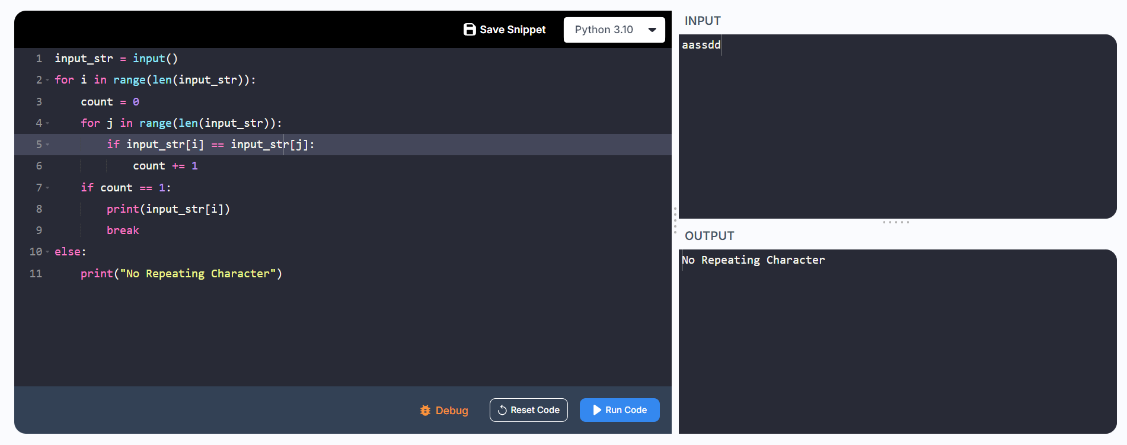 Save Snippet
Python 3.10
1 input_str = input()
2 for i in range(len(input_str)):
3     count = 0
4     for j in range(len(input_str)):
5         if input_str[i] == input_str[j]:
6             count += 1
7     if count == 1:
8         print(input_str[i])
9         break
10 else:
11     print("No Repeating Character")
Debug
Reset Code
Run Code
INPUT
aassdd
OUTPUT
No Repeating Character